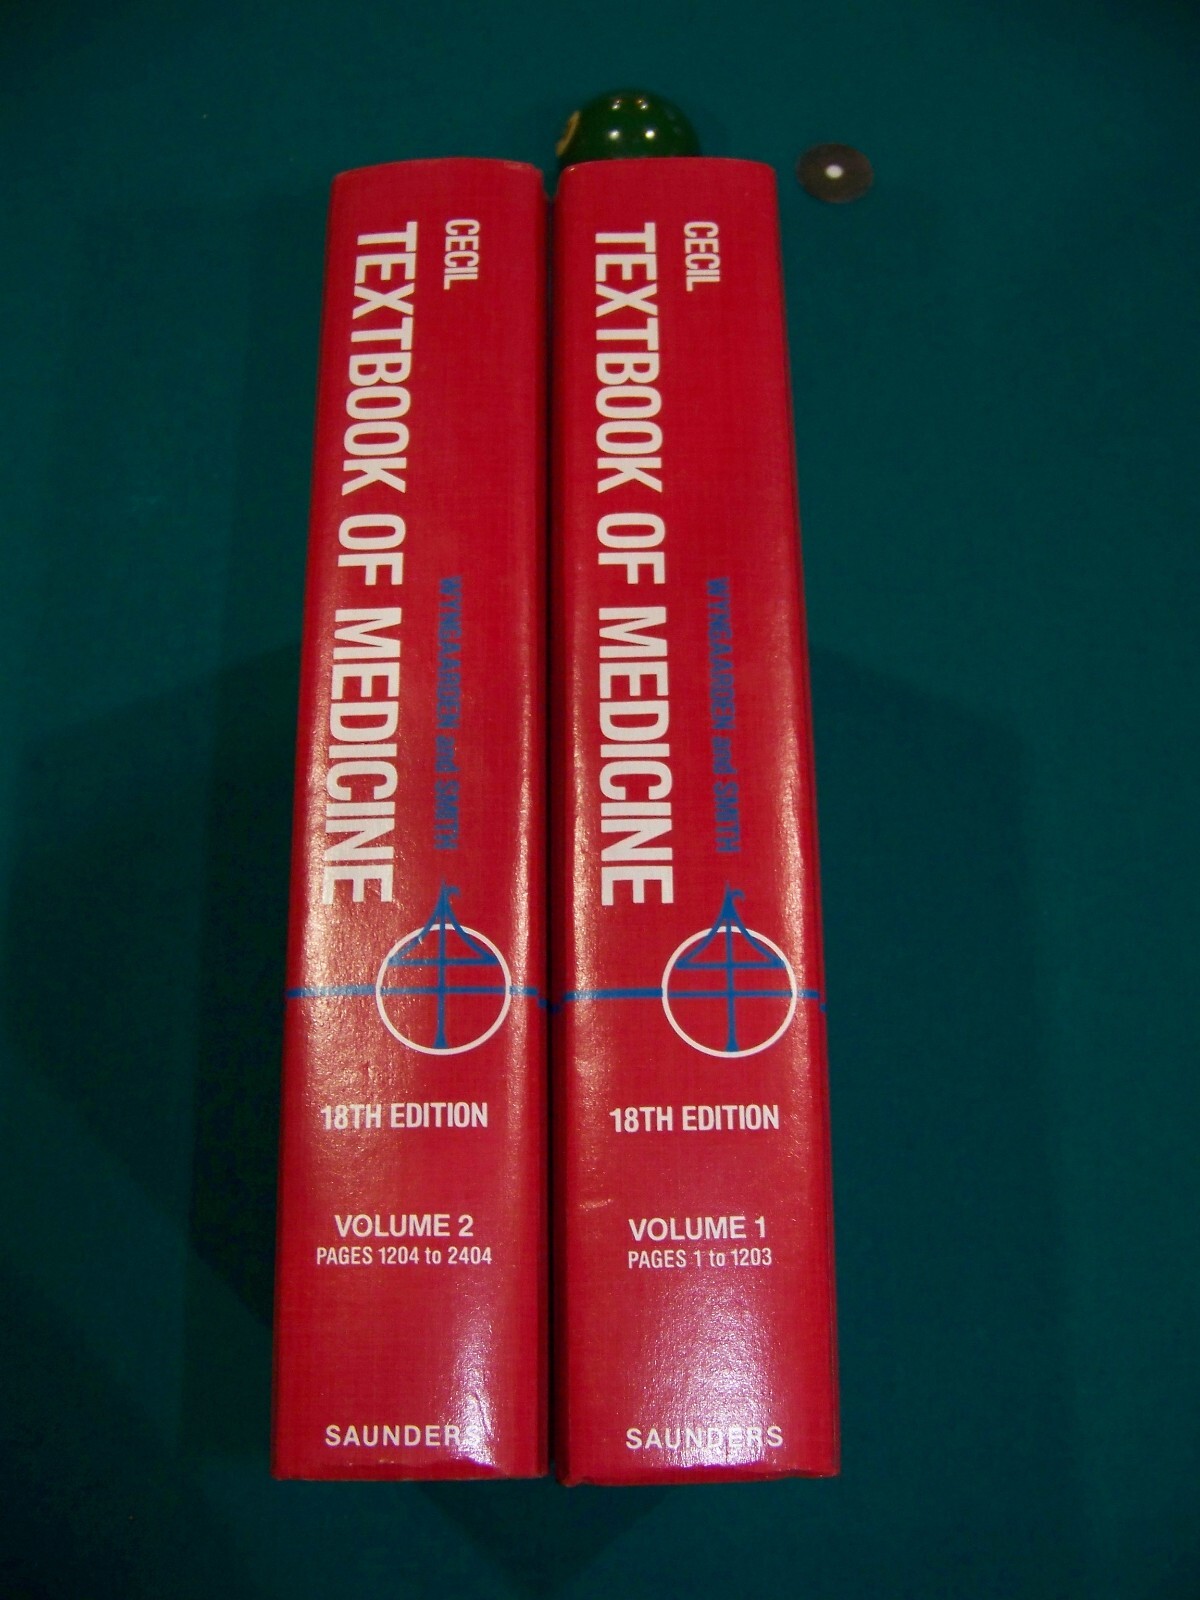 CECIL
TEXTBOOK OF MEDICINE
WYNGAARDEN and SMITH
18TH EDITION
VOLUME 2
PAGES 1204 to 2404
SAUNDERS
CECIL
TEXTBOOK OF MEDICINE
WYNGAARDEN and SMITH
18TH EDITION
VOLUME 1
PAGES 1 to 1203
SAUNDERS